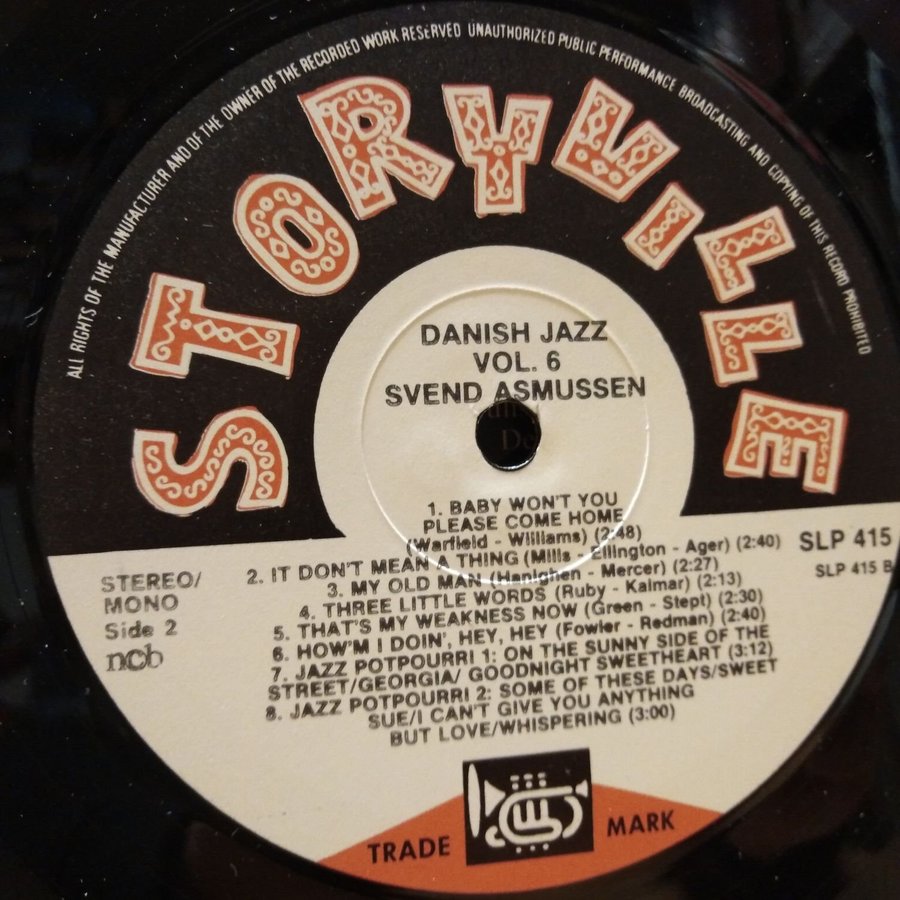 ALL RIGHTS OF THE MANUFACTURER AND OF THE OWNER OF THE RECORDED WORK RESERVED UNAUTHORIZED PUBLIC PERFORMANCE BROADCASTING AND COPYING OF THIS RECORD PROHIBITED
STORYVILLE
DANISH JAZZ
VOL. 6
SVEND ASMUSSEN
1. BABY WON'T YOU
PLEASE COME HOME
(Warfield - Williams) (2:48)
2. IT DON'T MEAN A THING (Mills - Ellington - Ager) (2:40)
3. MY OLD MAN (Hanighen - Mercer) (2:27)
4. THREE LITTLE WORDS (Ruby - Kalmar) (2:13)
5. THAT'S MY WEAKNESS NOW (Green - Stept) (2:30)
6. HOW'M I DOIN', HEY, HEY (Fowler - Redman) (2:40)
7. JAZZ POTPOURRI 1: ON THE SUNNY SIDE OF THE
STREET/GEORGIA/ GOODNIGHT SWEETHEART (3:12)
8. JAZZ POTPOURRI 2: SOME OF THESE DAYS/SWEET
SUE/I CAN'T GIVE YOU ANYTHING
BUT LOVE/WHISPERING (3:00)
STEREO/
MONO
Side 2
ncb
SLP 415
SLP 415 B
TRADE MARK